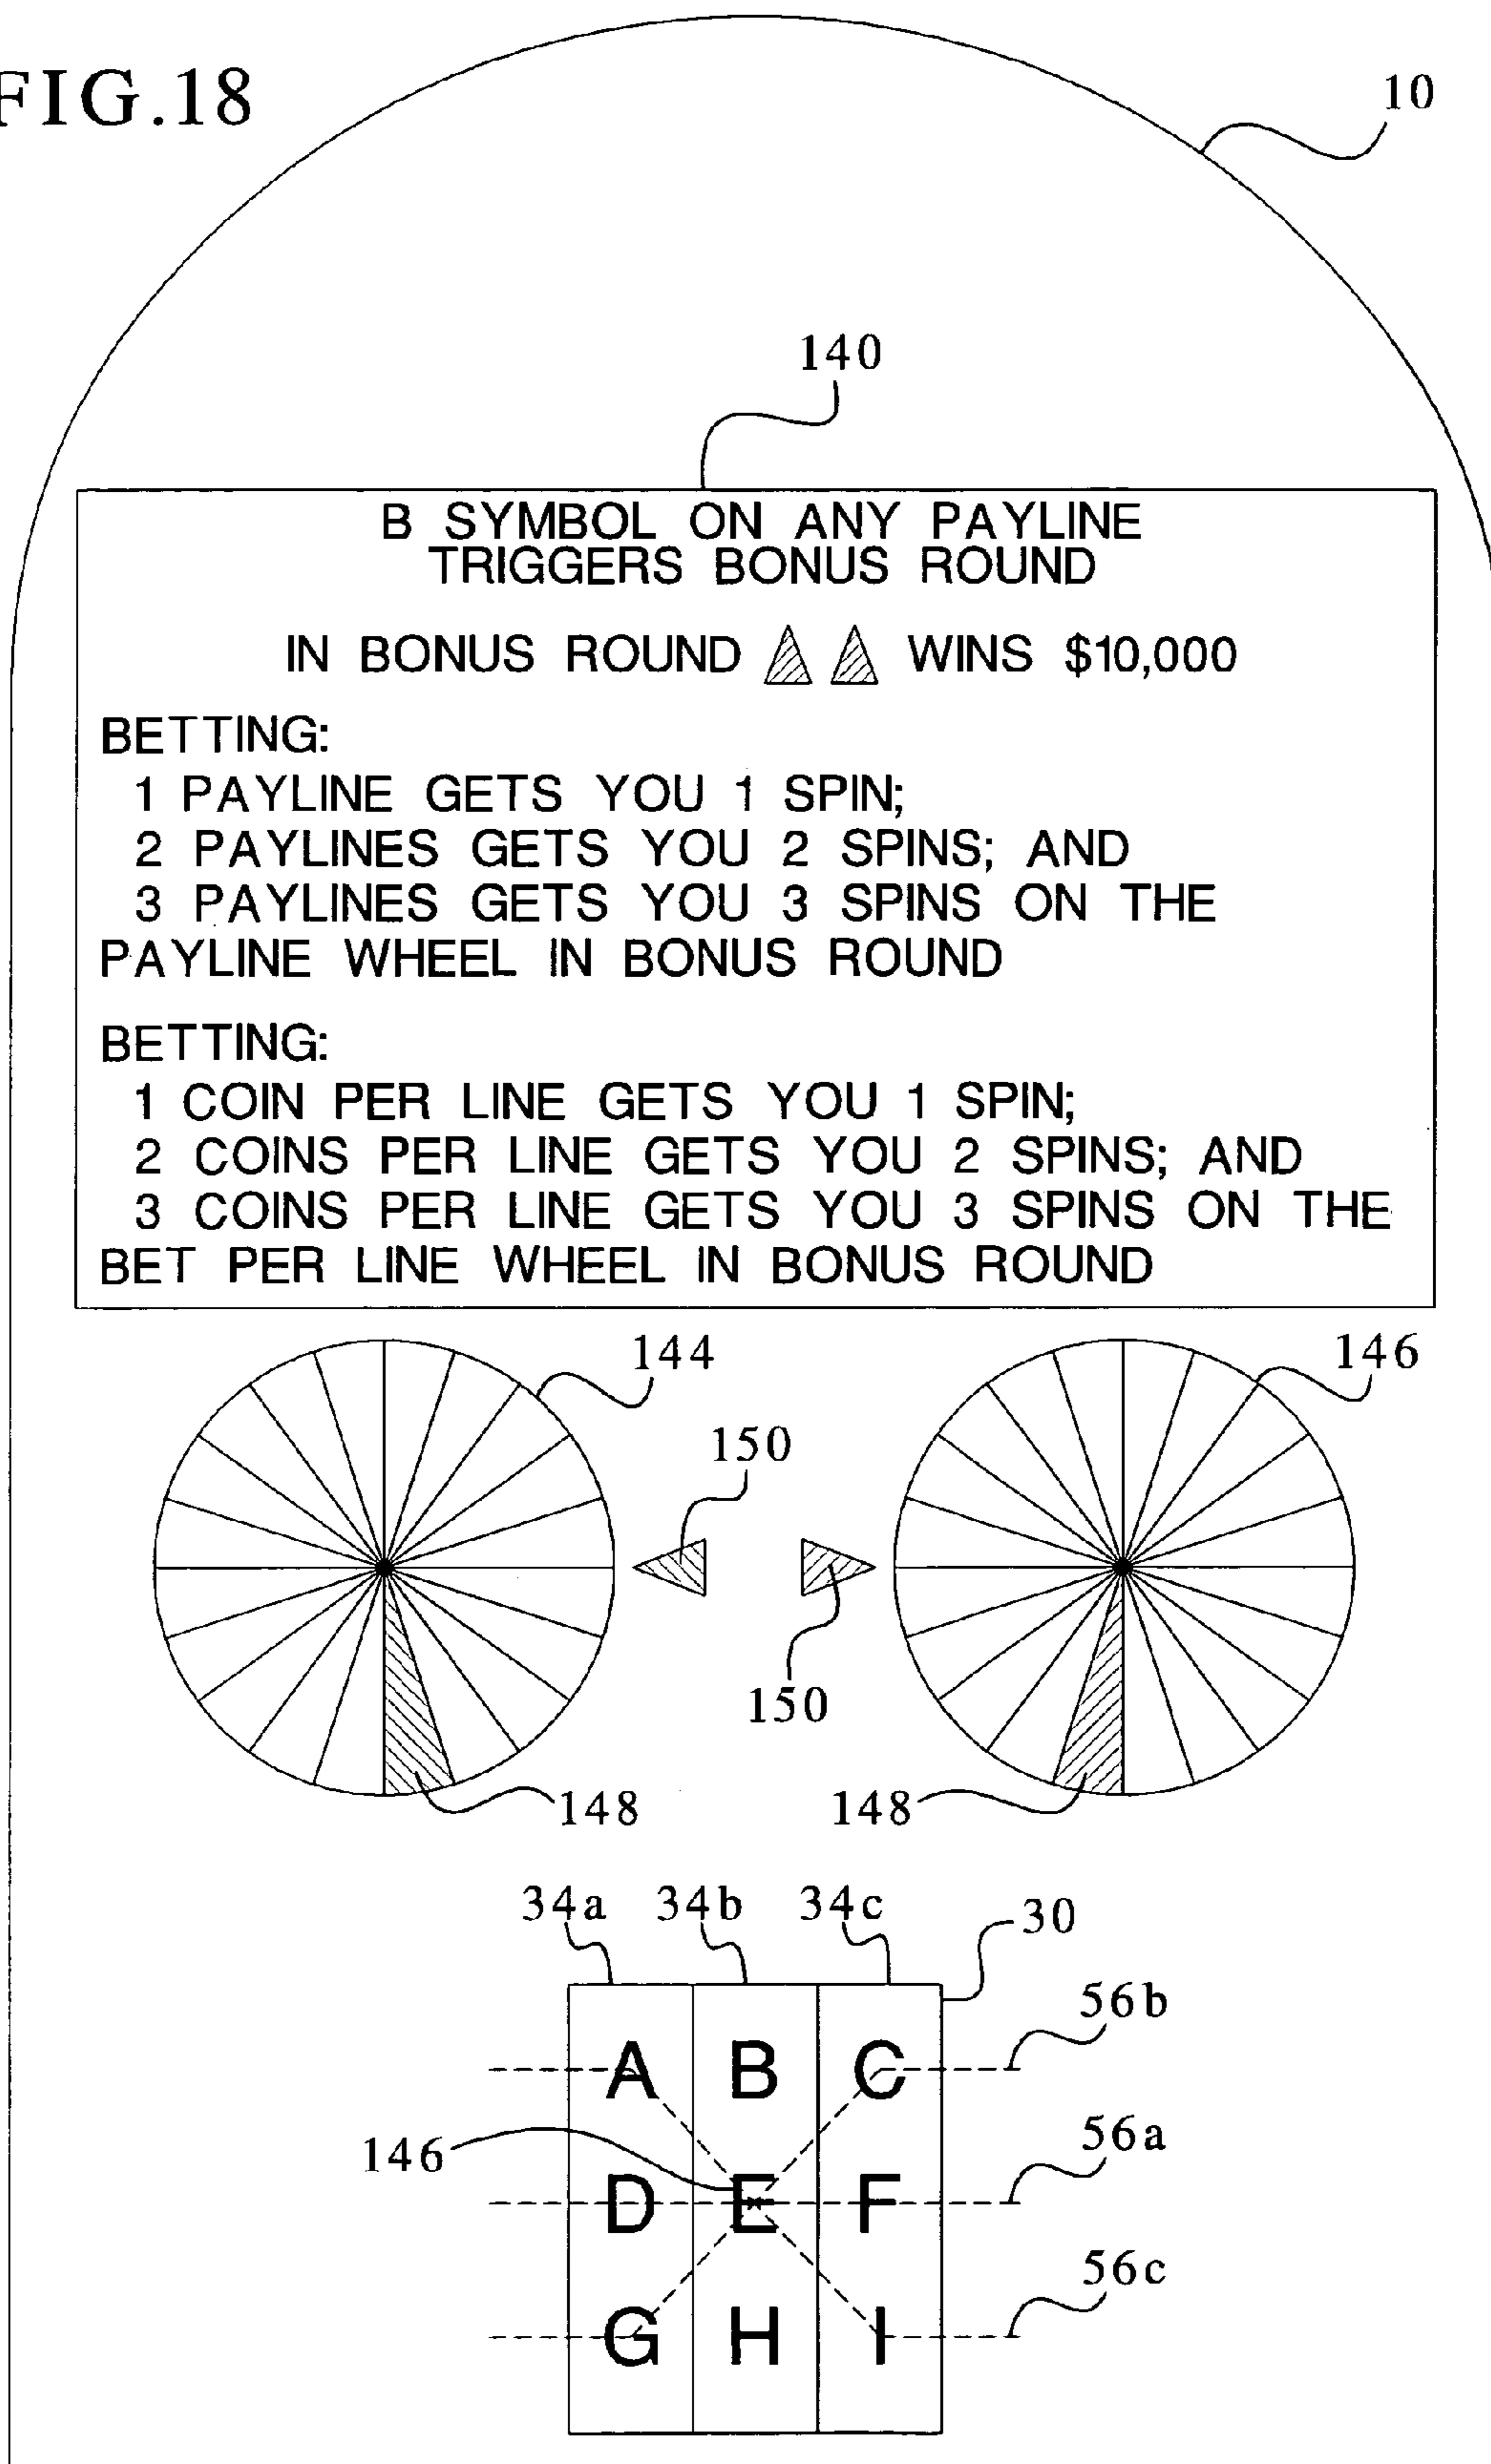 FIG.18
10
140
B SYMBOL ON ANY PAYLINE
TRIGGERS BONUS ROUND
IN BONUS ROUND WINS $10,000
BETTING:
1 PAYLINE GETS YOU 1 SPIN;
2 PAYLINES GETS YOU 2 SPINS; AND
3 PAYLINES GETS YOU 3 SPINS ON THE
PAYLINE WHEEL IN BONUS ROUND
BETTING:
1 COIN PER LINE GETS YOU 1 SPIN;
2 COINS PER LINE GETS YOU 2 SPINS; AND
3 COINS PER LINE GETS YOU 3 SPINS ON THE
BET PER LINE WHEEL IN BONUS ROUND
144 146
150
150
148 148
34a 34b 34c 30
56b
A B C
146 56a
D E F
56c
G H I